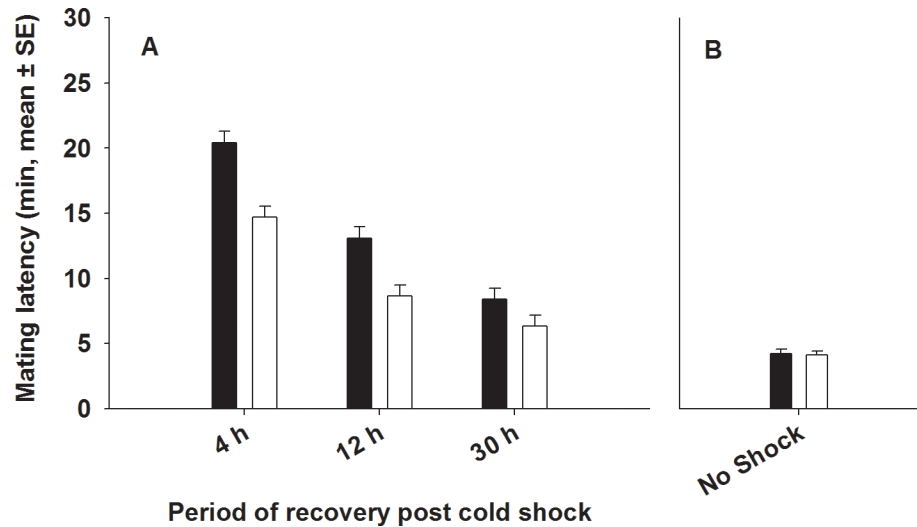 Mating latency (min, mean ± SE)
30
25
20
15
10
5
0
A
B
4 h
12 h
30 h
No Shock
Period of recovery post cold shock